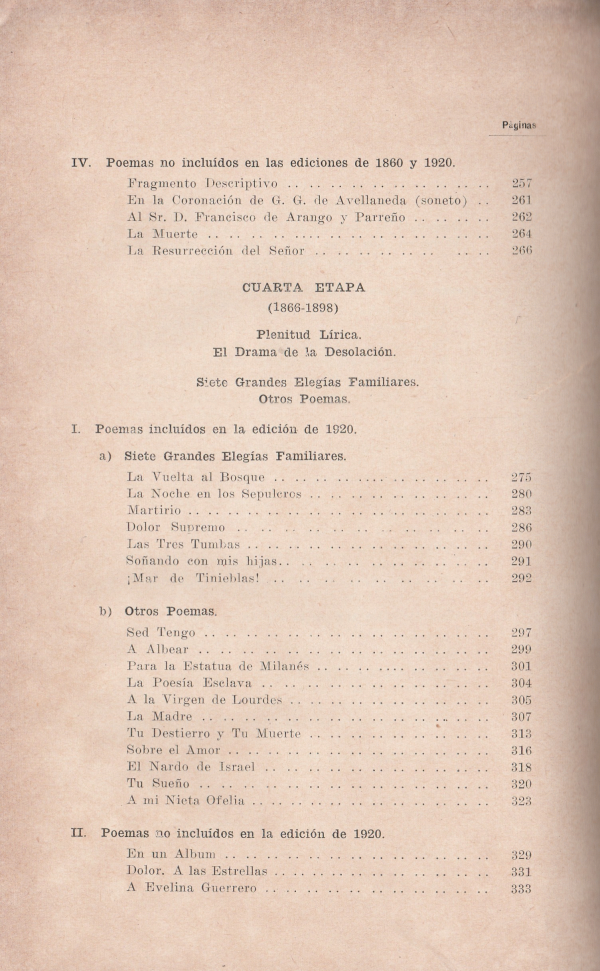 Páginas
IV. Poemas no incluídos en las ediciones de 1860 y 1920.
Fragmento Descriptivo .. .. .. .. .. .. .. .. .. .. 257
En la Coronación de G. G. de Avellaneda (soneto) .. 261
Al Sr. D. Francisco de Arango y Parreño .. .. .. .. 262
La Muerte .. .. .. .. .... .. .. .. .. .. .. .. .. 264
La Resurrección del Señor .. .. .. .. .. .. .... .. 266
CUARTA ETAPA
(1866-1898)
Plenitud Lírica.
El Drama de la Desolación.
Siete Grandes Elegías Familiares.
Otros Poemas.
I. Poemas incluídos en la edición de 1920.
a) Siete Grandes Elegías Familiares.
La Vuelta al Bosque .. .. .. .. .... .. .. .. .. .. 275
La Noche en los Sepulcros .. .. .. .. .. .. .. .. .. 280
Martirio .. .. .. .. .. .. .. .. .. .. .. .. .. .. 283
Dolor Supremo .. .. .. .. .. .. .. .. .. .. .. .. 286
Las Tres Tumbas .. .. .. .. .. .. .. .. .. .. .. .. 290
Soñando con mis hijas.. .. .. .. .. .. .. .. .. .. 291
¡Mar de Tinieblas! .. .. .. .. .. .. .. .. .. .. .. 292
b) Otros Poemas.
Sed Tengo .. .. .. .. .. .. .. .. .. .. .. .. .. .. 297
A Albear .. .. .. .. .. .. .. .. .. .. .. .. .. .. 299
Para la Estatua de Milanés .. .. .. .... .. .. .. .. 301
La Poesía Esclava .. .. .. .. .. .. .. .. .. .. .. 304
A la Virgen de Lourdes .. .. .. .. .. .. .. .. .. .. 305
La Madre .. .. .. .. .. .. .. .. .. .. .. .. .. .. 307
Tu Destierro y Tu Muerte .. .. .. .. .. .. .. .. .. 313
Sobre el Amor .. .. .. .. .. .. .. .. .. .. .. .. .. 316
El Nardo de Israel .. .. .. .. .. .. .. .. .. .. .. 318
Tu Sueño .. .. .. .. .. .. .. .. .. .. .. .. .. .. 320
A mi Nieta Ofelia .. .. .. .. .. .. .. .. .. .. .. .. 323
II. Poemas no incluídos en la edición de 1920.
En un Album .. .. .. .. .. .. .. .. .. .. .. .. .. 329
Dolor. A las Estrellas .. .. .. .. .. .. .. .. .. .. 331
A Evelina Guerrero .. .. .. .. .. .. .. .. .. .. .. 333